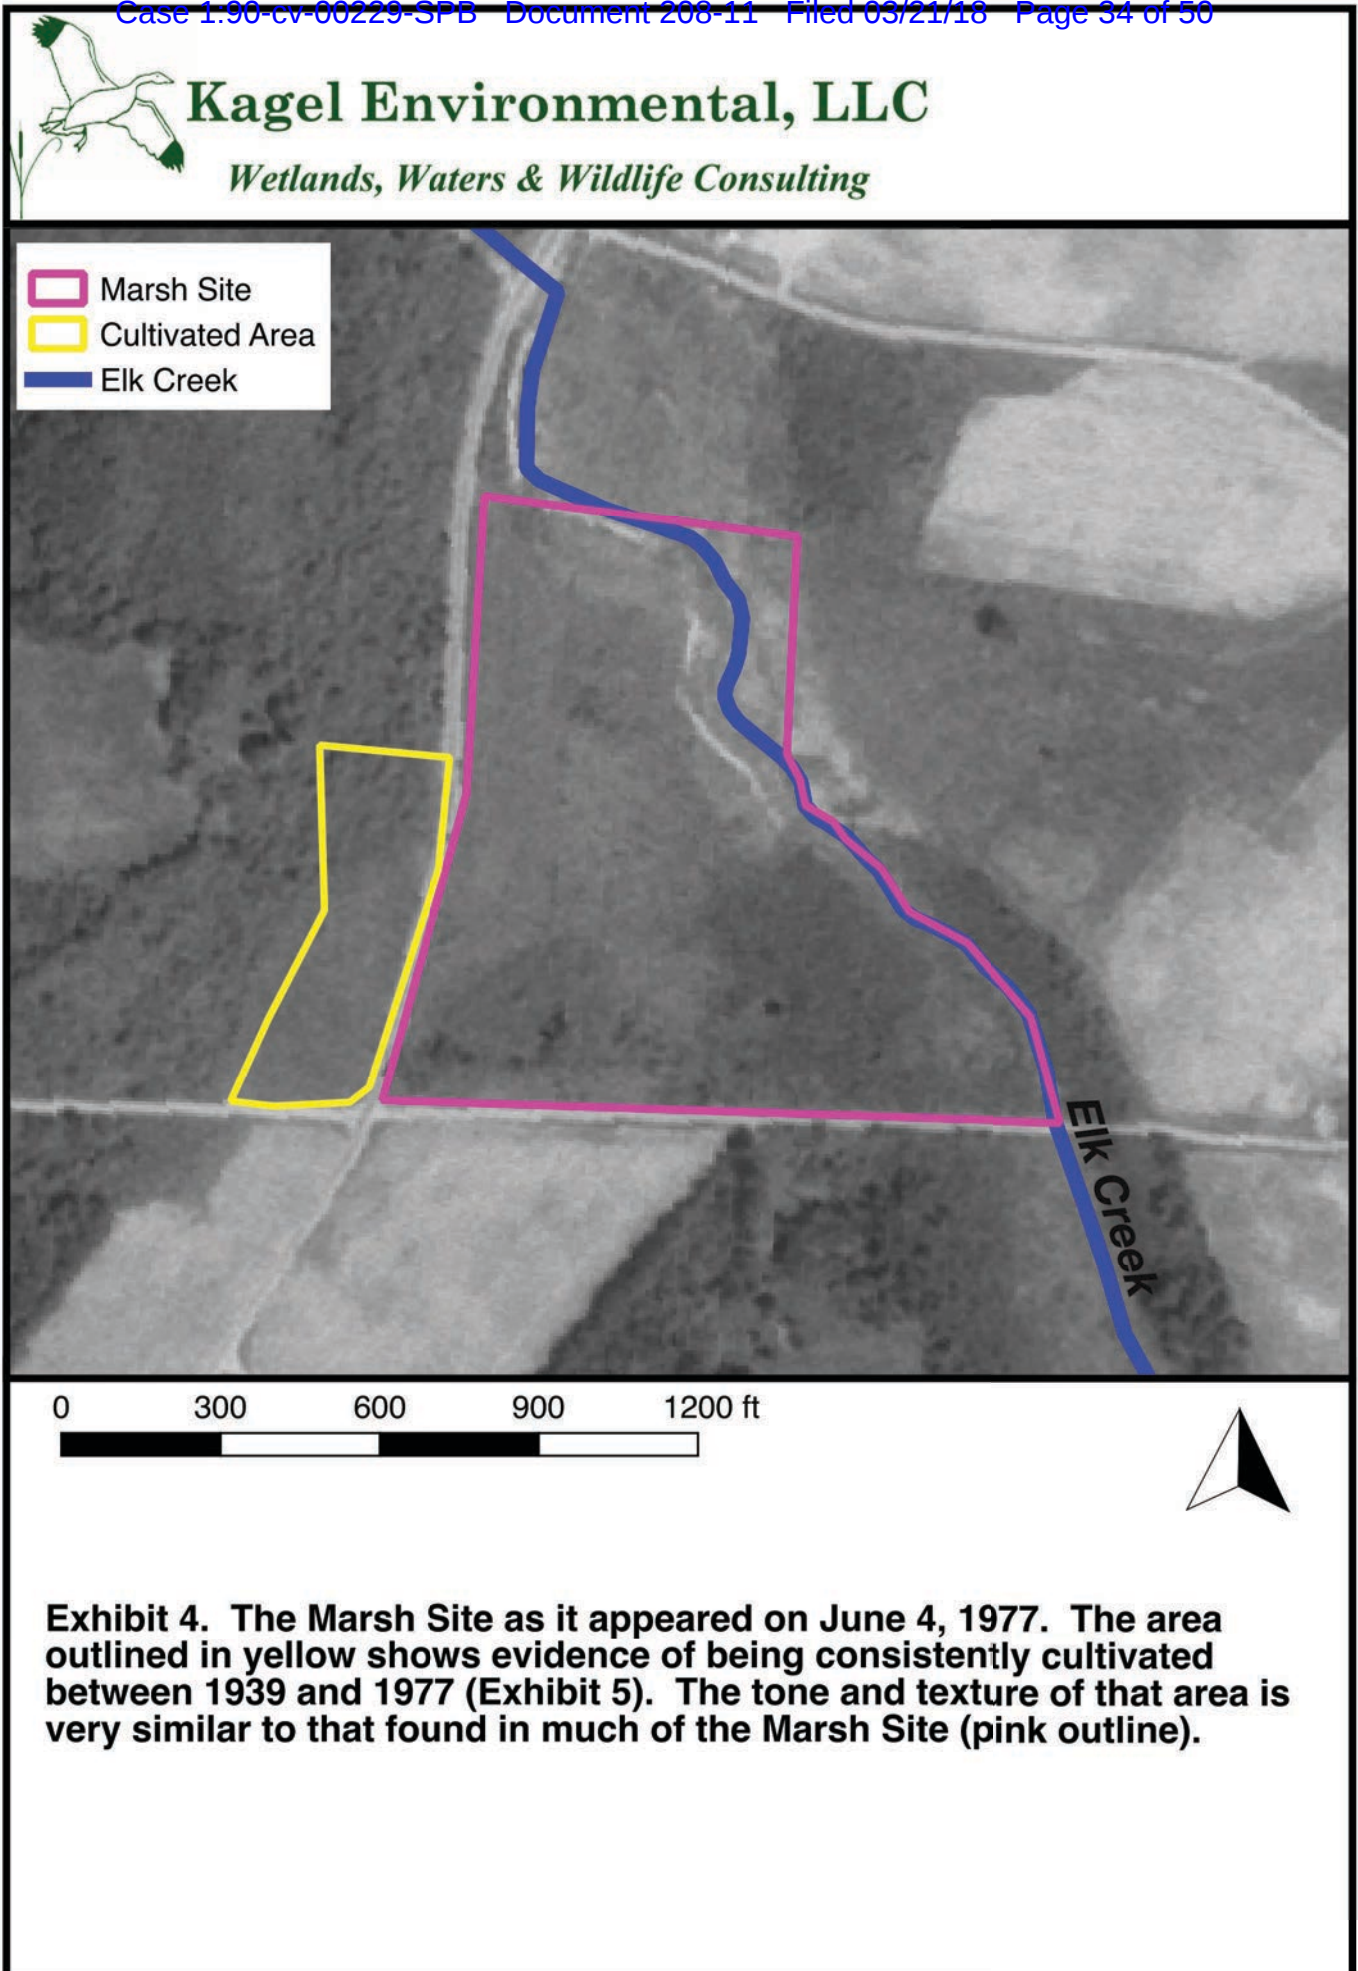 Case 1:90-cv-00229-SPB Document 208-11 Filed 03/21/18 Page 34 of 50
Kagel Environmental, LLC
Wetlands, Waters & Wildlife Consulting
Marsh Site
Cultivated Area
Elk Creek
Elk Creek
0 300 600 900 1200 ft
Exhibit 4. The Marsh Site as it appeared on June 4, 1977. The area
outlined in yellow shows evidence of being consistently cultivated
between 1939 and 1977 (Exhibit 5). The tone and texture of that area is
very similar to that found in much of the Marsh Site (pink outline).